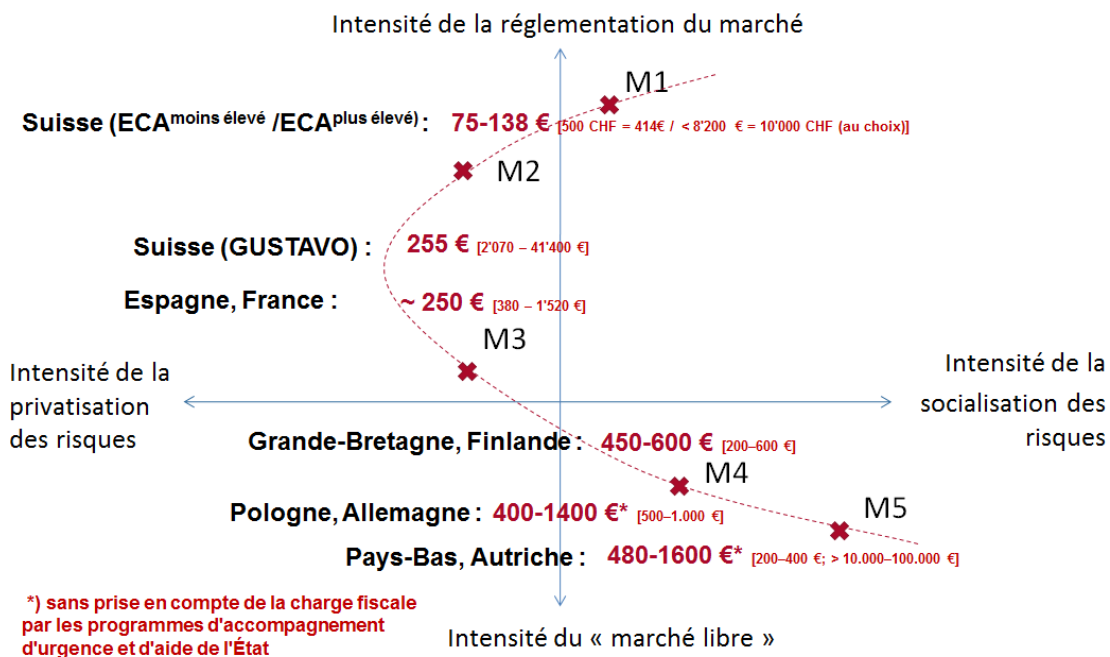 Intensité de la réglementation du marché
M1
Suisse (ECA moins élevé /ECA plus élevé) : 75-138 € [500 CHF = 414€ / < 8'200 € = 10'000 CHF (au choix)]
M2
Suisse (GUSTAVO) : 255 € [2'070 – 41'400 €]
Espagne, France : ~ 250 € [380 – 1'520 €]
M3
Intensité de la
privatisation
des risques
Intensité de la
socialisation des
risques
Grande-Bretagne, Finlande : 450-600 € [200–600 €]
M4
Pologne, Allemagne : 400-1400 €* [500–1.000 €]
M5
Pays-Bas, Autriche : 480-1600 €* [200–400 €; > 10.000–100.000 €]
*) sans prise en compte de la charge fiscale
par les programmes d'accompagnement
d'urgence et d'aide de l'État
Intensité du « marché libre »